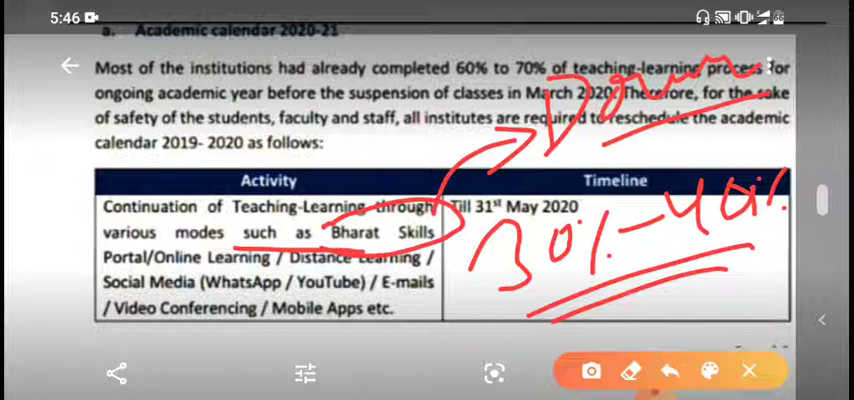 5:46
a. Academic calendar 2020-21
Most of the institutions had already completed 60% to 70% of teaching-learning process for
ongoing academic year before the suspension of classes in March 2020. Therefore, for the sake
of safety of the students, faculty and staff, all institutes are required to reschedule the academic
calendar 2019- 2020 as follows:
Activity Timeline
Continuation of Teaching-Learning through Till 31st May 2020
various modes such as Bharat Skills
Portal/Online Learning / Distance Learning /
Social Media (WhatsApp / YouTube) / E-mails
/ Video Conferencing / Mobile Apps etc.
30%-40%